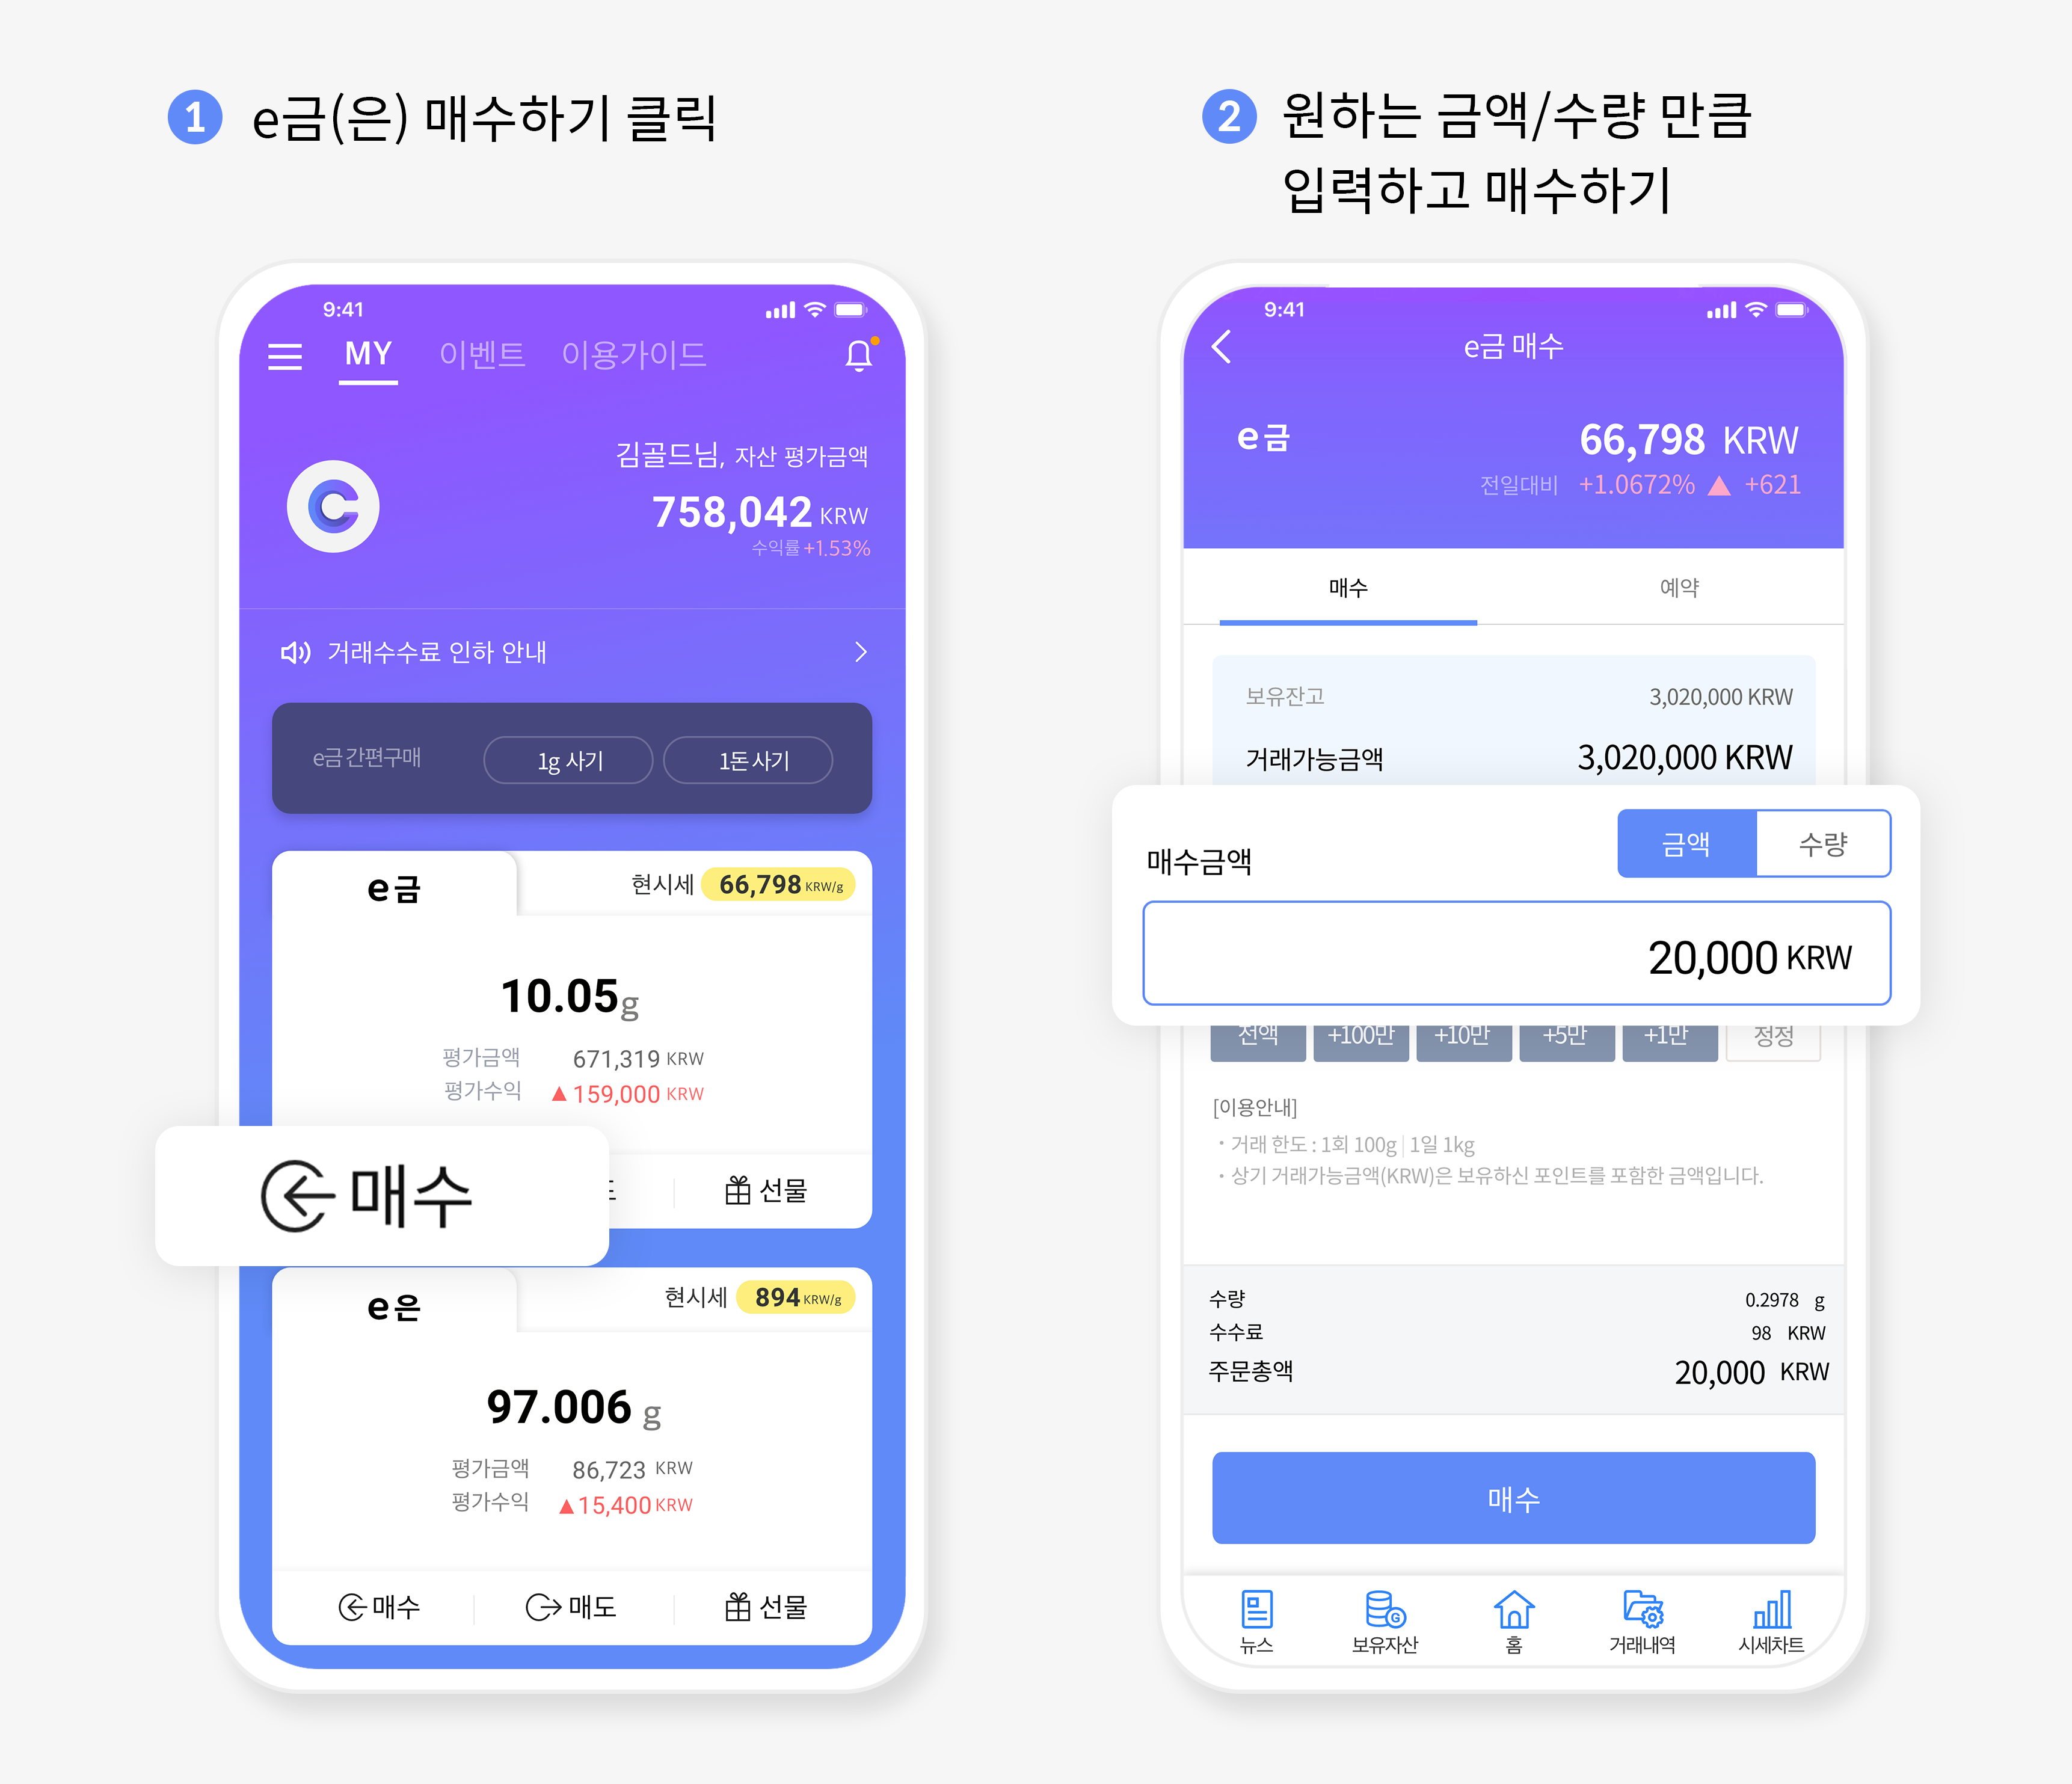 1 e금(은) 매수하기 클릭
9:41
MY 이벤트 이용가이드
김골드님, 자산 평가금액
758,042 KRW
수익률 +1.53%
거래수수료 인하 안내
e금 간편구매 1g 사기 1돈 사기
e금 현시세 66,798 KRW/g
10.05g
평가금액 671,319 KRW
평가수익 ▲ 159,000 KRW
매수 선물
e은 현시세 894 KRW/g
97.006 g
평가금액 86,723 KRW
평가수익 ▲15,400 KRW
매수 매도 선물
2 원하는 금액/수량 만큼
입력하고 매수하기
9:41
e금 매수
e금 66,798 KRW
전일대비 +1.0672% ▲ +621
매수 예약
보유잔고 3,020,000 KRW
거래가능금액 3,020,000 KRW
매수금액 금액 수량
20,000 KRW
전액 +100만 +10만 +5만 +1만 정정
[이용안내]
· 거래 한도 : 1회 100g | 1일 1kg
· 상기 거래가능금액(KRW)은 보유하신 포인트를 포함한 금액입니다.
수량 0.2978 g
수수료 98 KRW
주문총액 20,000 KRW
매수
뉴스 보유자산 홈 거래내역 시세차트